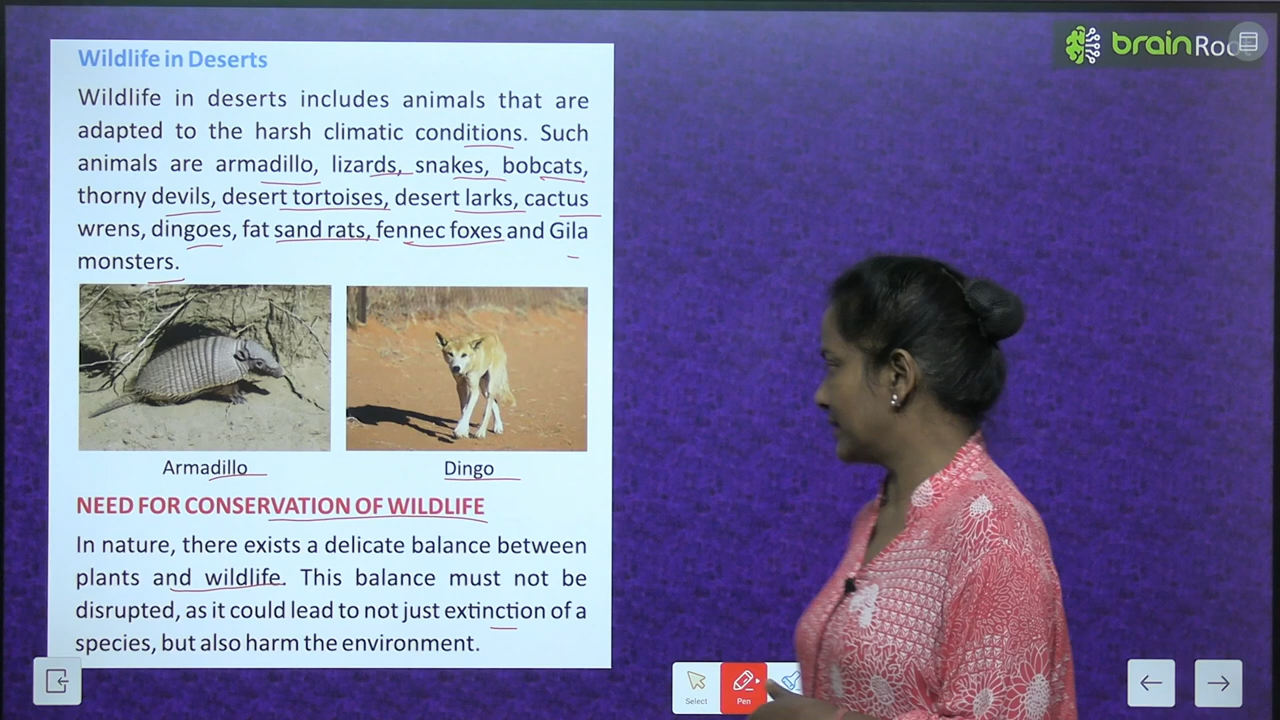 brainRoo
Wildlife in Deserts
Wildlife in deserts includes animals that are
adapted to the harsh climatic conditions. Such
animals are armadillo, lizards, snakes, bobcats,
thorny devils, desert tortoises, desert larks, cactus
wrens, dingoes, fat sand rats, fennec foxes and Gila
monsters.
Armadillo
Dingo
NEED FOR CONSERVATION OF WILDLIFE
In nature, there exists a delicate balance between
plants and wildlife. This balance must not be
disrupted, as it could lead to not just extinction of a
species, but also harm the environment.
Select
Pen